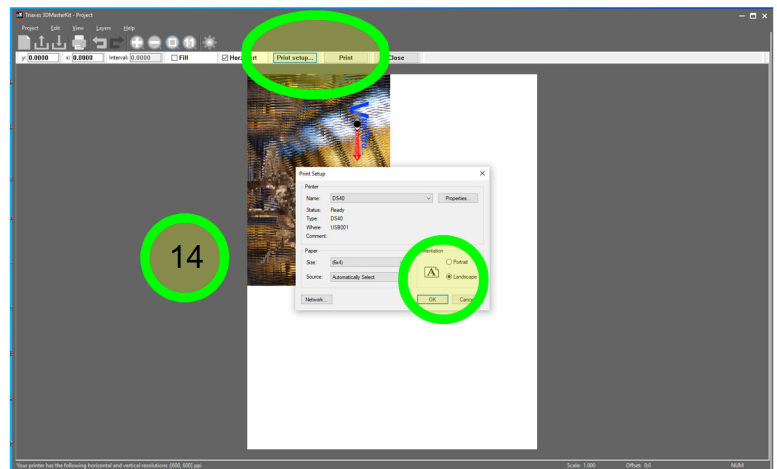 Triaxes 3DMasterKit - Project
Project Edit View Layers Help
y: 0.0000 x: 0.0000 Interval: 0.0000 Fill Print setup... Print Close
Print Setup
Printer
Name: DS40 Properties...
Status: Ready
Type: DS40
Where: USB001
Comment:
Paper
Size: (6x4) Portrait
Source: Automatically Select A Landscape
Network... OK
14
Your printer has the following horizontal and vertical resolutions: (600, 600) ppi Scale: 1.000 Offset: 0,0 NUM